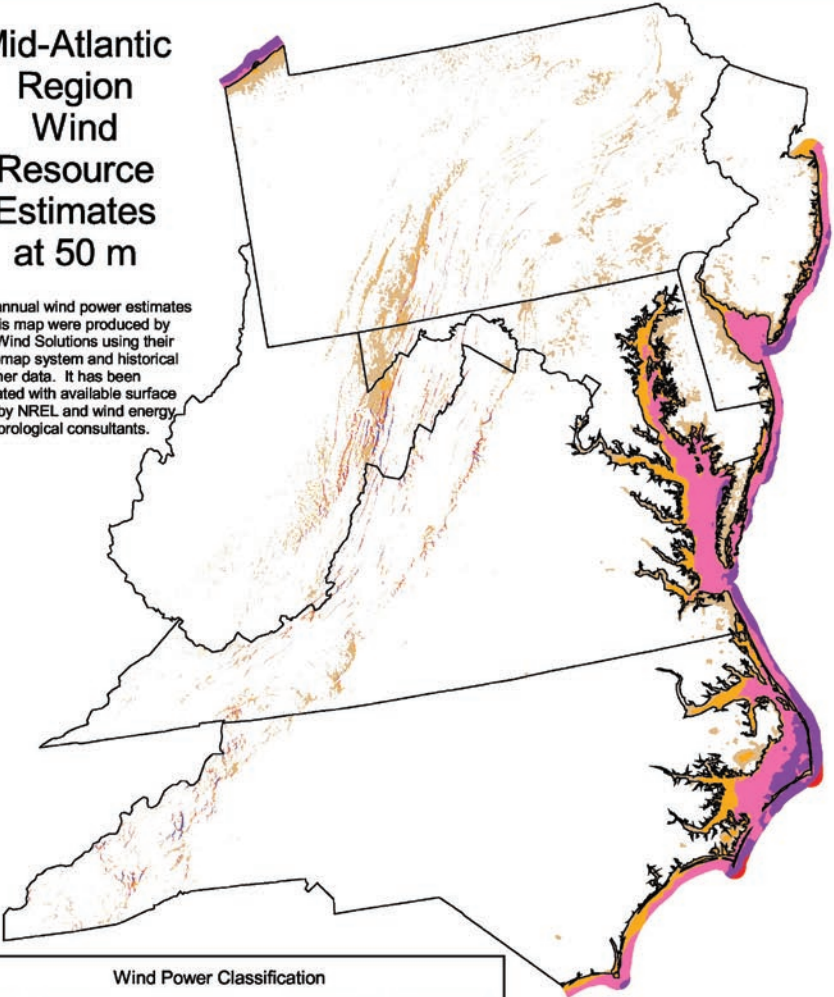 Mid-Atlantic
Region
Wind
Resource
Estimates
at 50 m
annual wind power estimates
is map were produced by
Wind Solutions using their
map system and historical
her data. It has been
ated with available surface
by NREL and wind energy
orological consultants.
Wind Power Classification